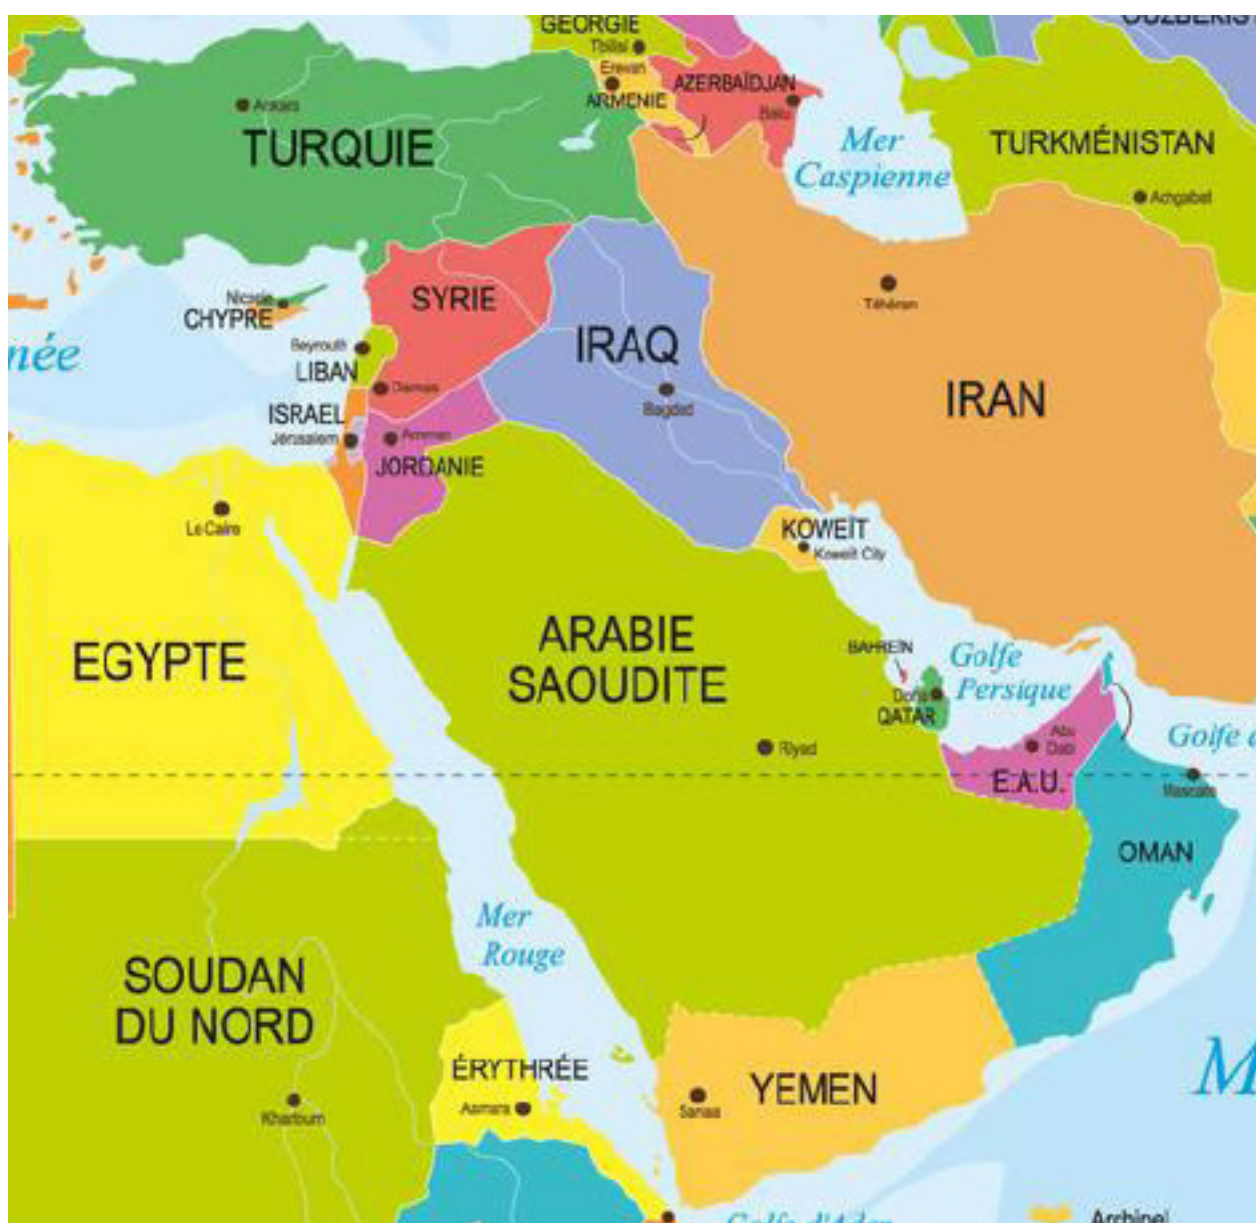 GEORGIE
Tbilisi
OUZBÉKIS
Erevan
ARMENIE
AZERBAÏDJAN
Baku
Ankara
TURQUIE
Mer
Caspienne
TURKMÉNISTAN
Achgabat
Téhéran
Nicosie
CHYPRE
SYRIE
IRAQ
née
Beyrouth
LIBAN
Damas
Bagdad
IRAN
ISRAEL
Jérusalem
Amman
JORDANIE
Le Caire
KOWEÏT
Koweït City
EGYPTE
ARABIE
SAOUDITE
BAHREÏN
Golfe
Persique
Doha
QATAR
Riyad
Abu
Dabi
Golfe
E.A.U.
Mascate
OMAN
Mer
Rouge
SOUDAN
DU NORD
ÉRYTHRÉE
Asmara
Khartoum
YEMEN
Sanaa
M
Golfe d'Aden
Archipel